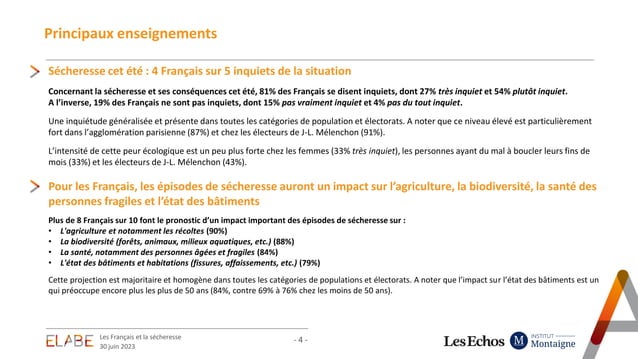 Principaux enseignements
Sécheresse cet été : 4 Français sur 5 inquiets de la situation
Concernant la sécheresse et ses conséquences cet été, 81% des Français se disent inquiets, dont 27% très inquiet et 54% plutôt inquiet.
A l'inverse, 19% des Français ne sont pas inquiets, dont 15% pas vraiment inquiet et 4% pas du tout inquiet.
Une inquiétude généralisée et présente dans toutes les catégories de population et électorats. A noter que ce niveau élevé est particulièrement
fort dans l'agglomération parisienne (87%) et chez les électeurs de J-L. Mélenchon (91%).
L'intensité de cette peur écologique est un peu plus forte chez les femmes (33% très inquiet), les personnes ayant du mal à boucler leurs fins de
mois (33%) et les électeurs de J-L. Mélenchon (43%).
Pour les Français, les épisodes de sécheresse auront un impact sur l'agriculture, la biodiversité, la santé des
personnes fragiles et l'état des bâtiments
Plus de 8 Français sur 10 font le pronostic d'un impact important des épisodes de sécheresse sur :
• L'agriculture et notamment les récoltes (90%)
• La biodiversité (forêts, animaux, milieux aquatiques, etc.) (88%)
• La santé, notamment des personnes âgées et fragiles (84%)
• L'état des bâtiments et habitations (fissures, affaissements, etc.) (79%)
Cette projection est majoritaire et homogène dans toutes les catégories de populations et électorats. A noter que l'impact sur l'état des bâtiments est un
qui préoccupe encore plus les plus de 50 ans (84%, contre 69% à 76% chez les moins de 50 ans).
ELABE
Les Français et la sécheresse
30 juin 2023
- 4 -
Les Echos
M
INSTITUT
Montaigne